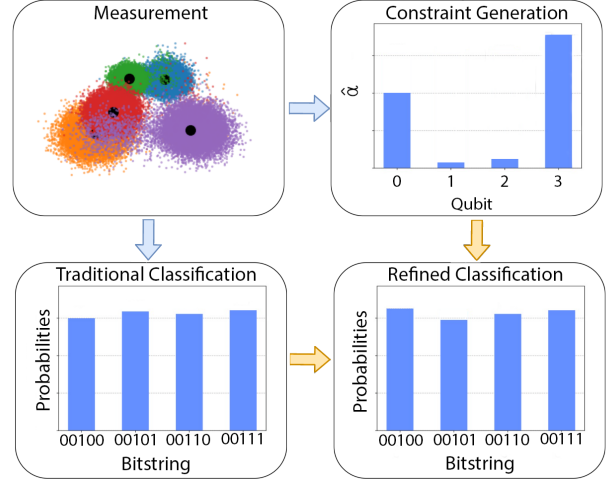 Measurement
Constraint Generation
α̂
0 1 2 3
Qubit
Traditional Classification
Probabilities
00100 00101 00110 00111
Bitstring
Refined Classification
Probabilities
00100 00101 00110 00111
Bitstring